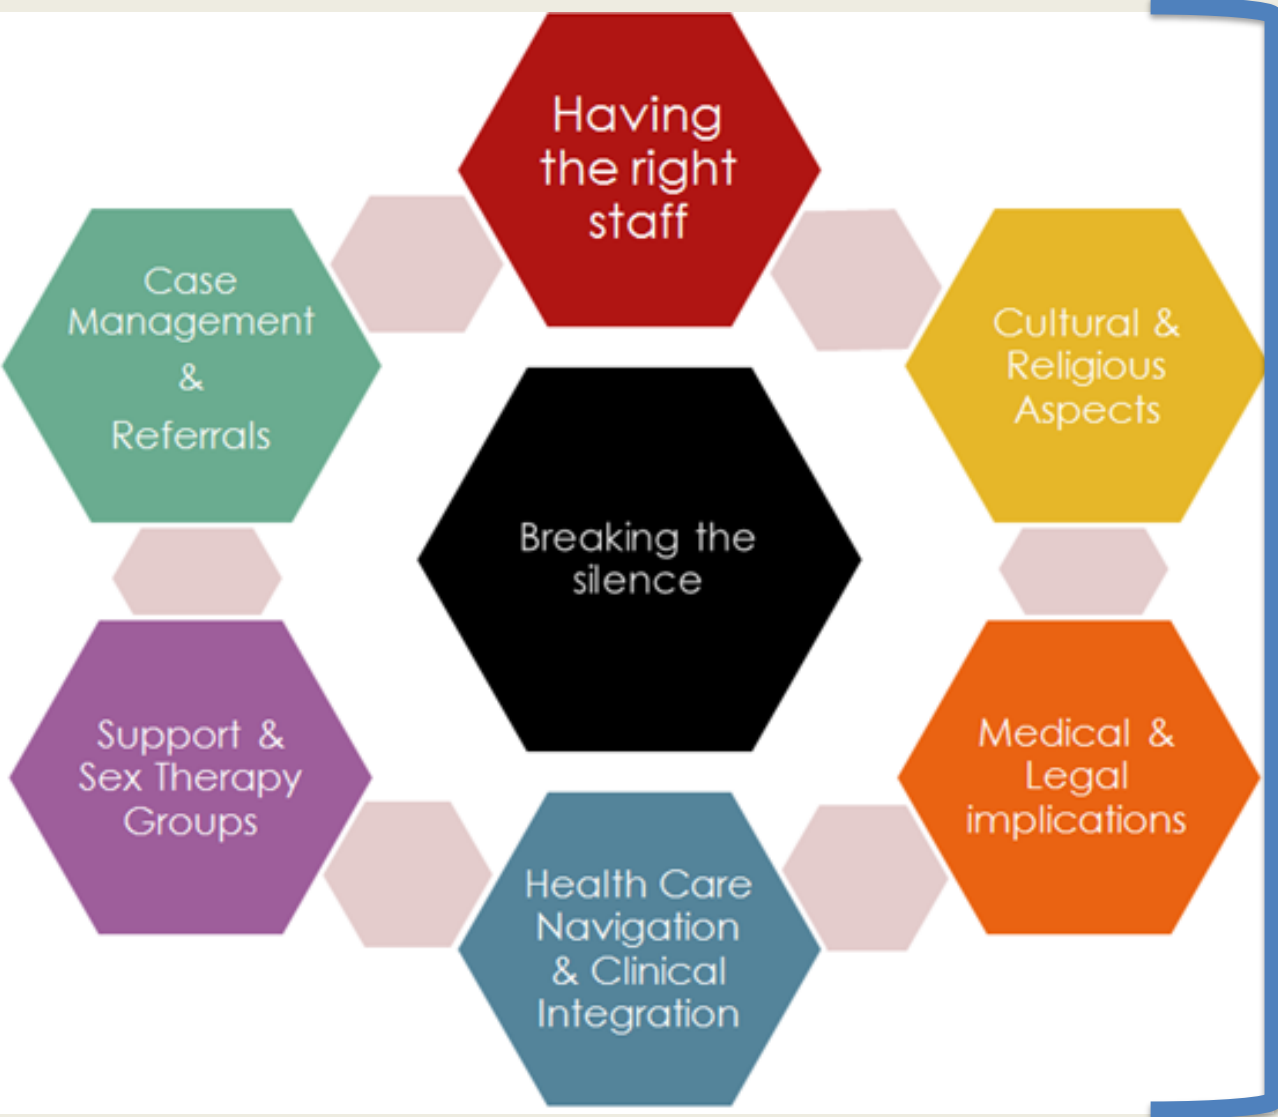 Having
the right
staff
Cultural &
Religious
Aspects
Medical &
Legal
implications
Health Care
Navigation
& Clinical
Integration
Support &
Sex Therapy
Groups
Case
Management
&
Referrals
Breaking the
silence